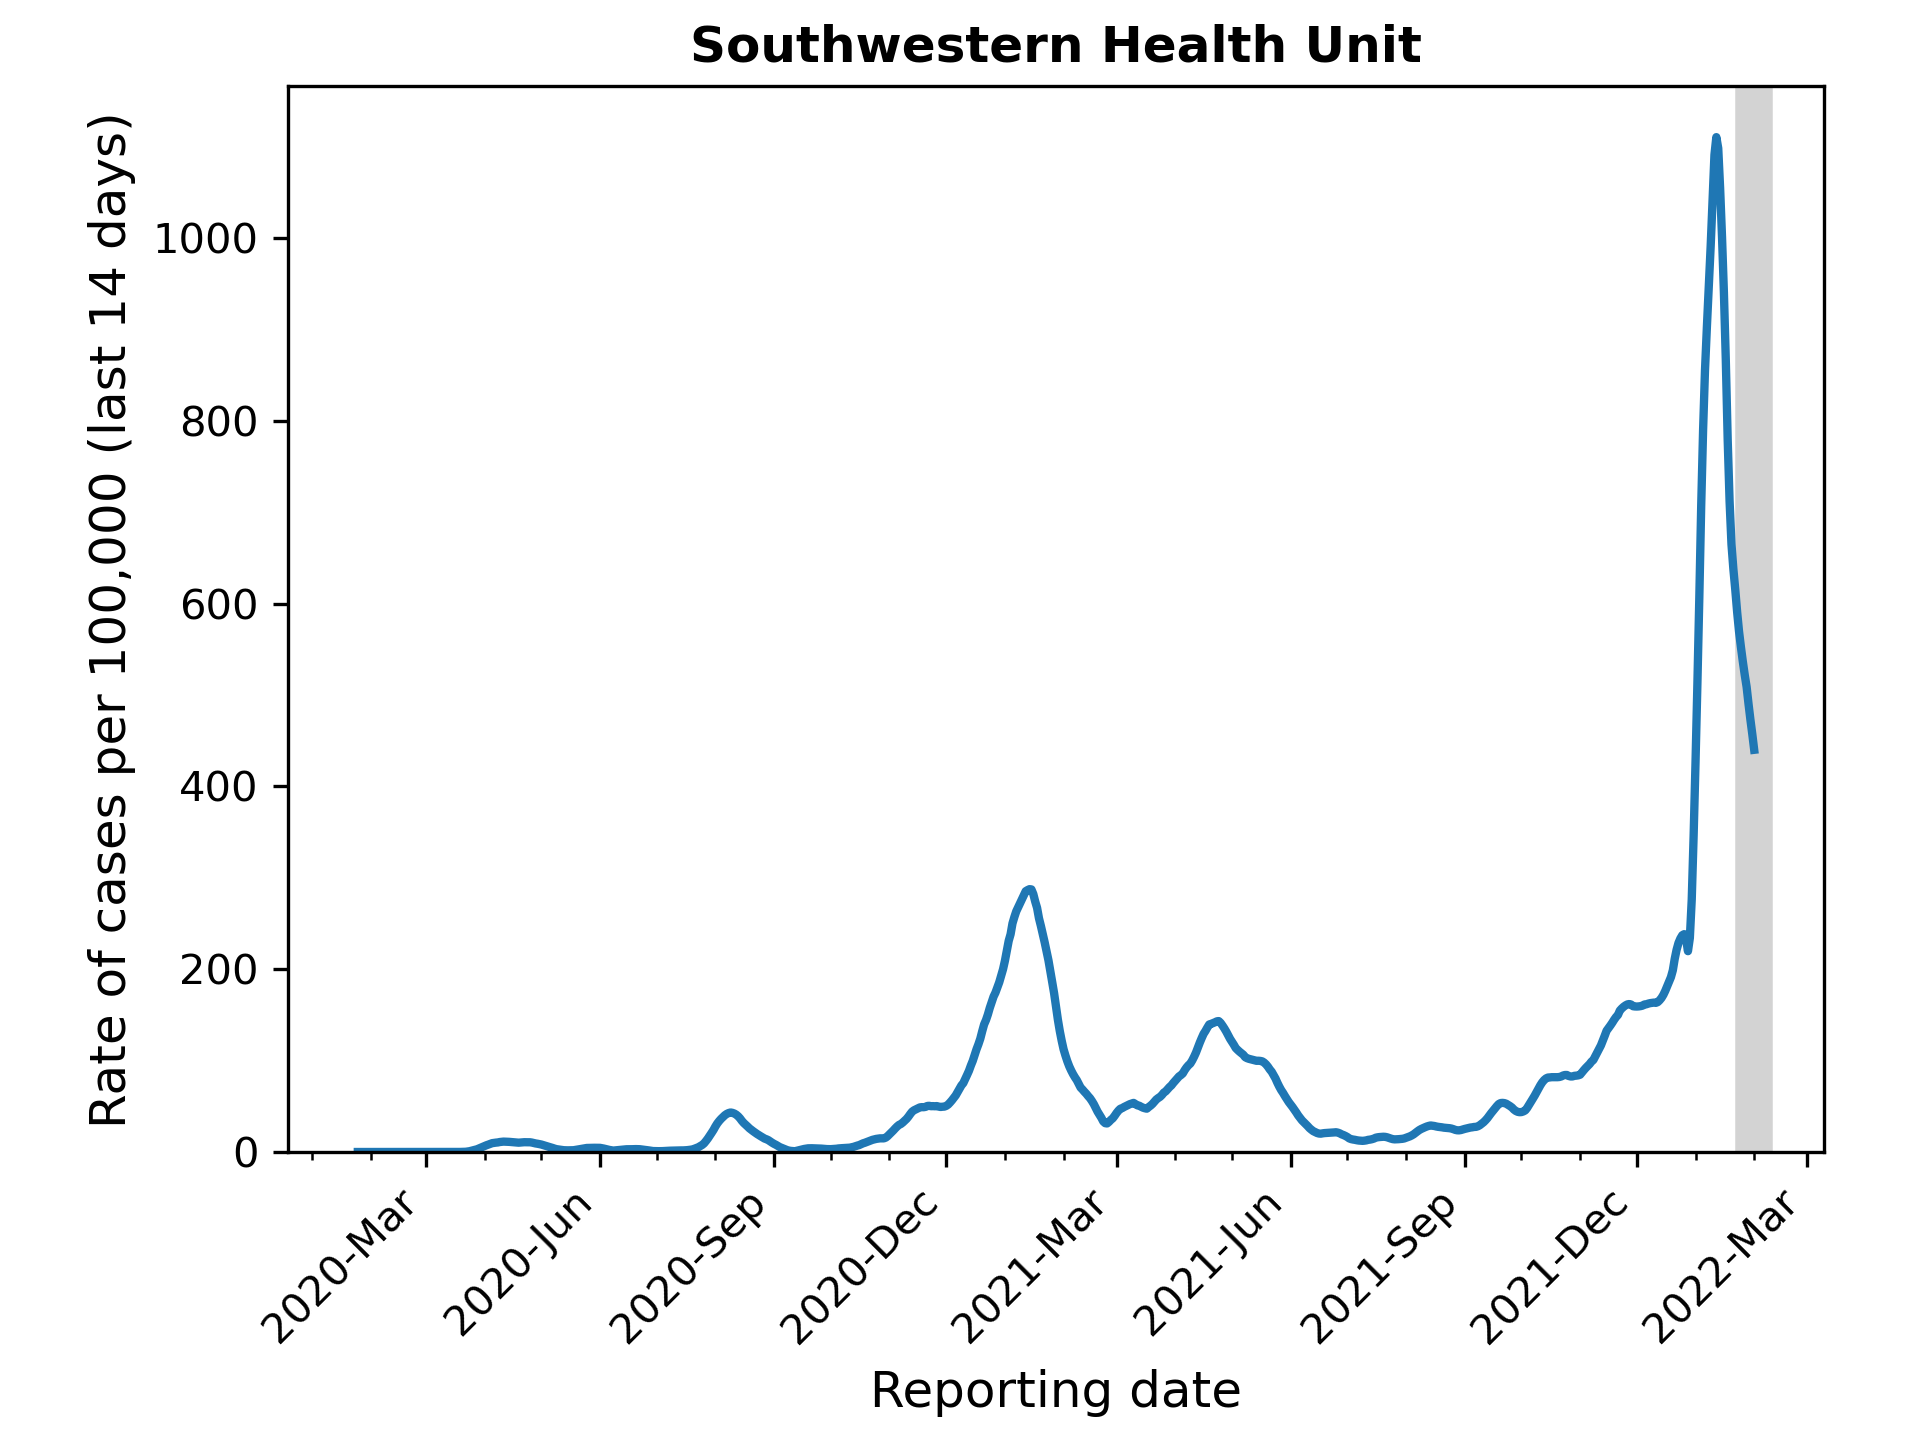 Southwestern Health Unit
Rate of cases per 100,000 (last 14 days)
1000
800
600
400
200
0
2020-Mar
2020-Jun
2020-Sep
2020-Dec
2021-Mar
2021-Jun
2021-Sep
2021-Dec
2022-Mar
Reporting date